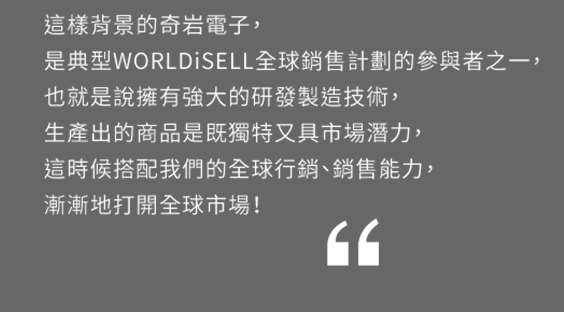 這樣背景的奇岩電子，
是典型WORLDiSELL全球銷售計劃的參與者之一，
也就是說擁有強大的研發製造技術，
生產出的商品是既獨特又具市場潛力，
這時候搭配我們的全球行銷、銷售能力，
漸漸地打開全球市場！